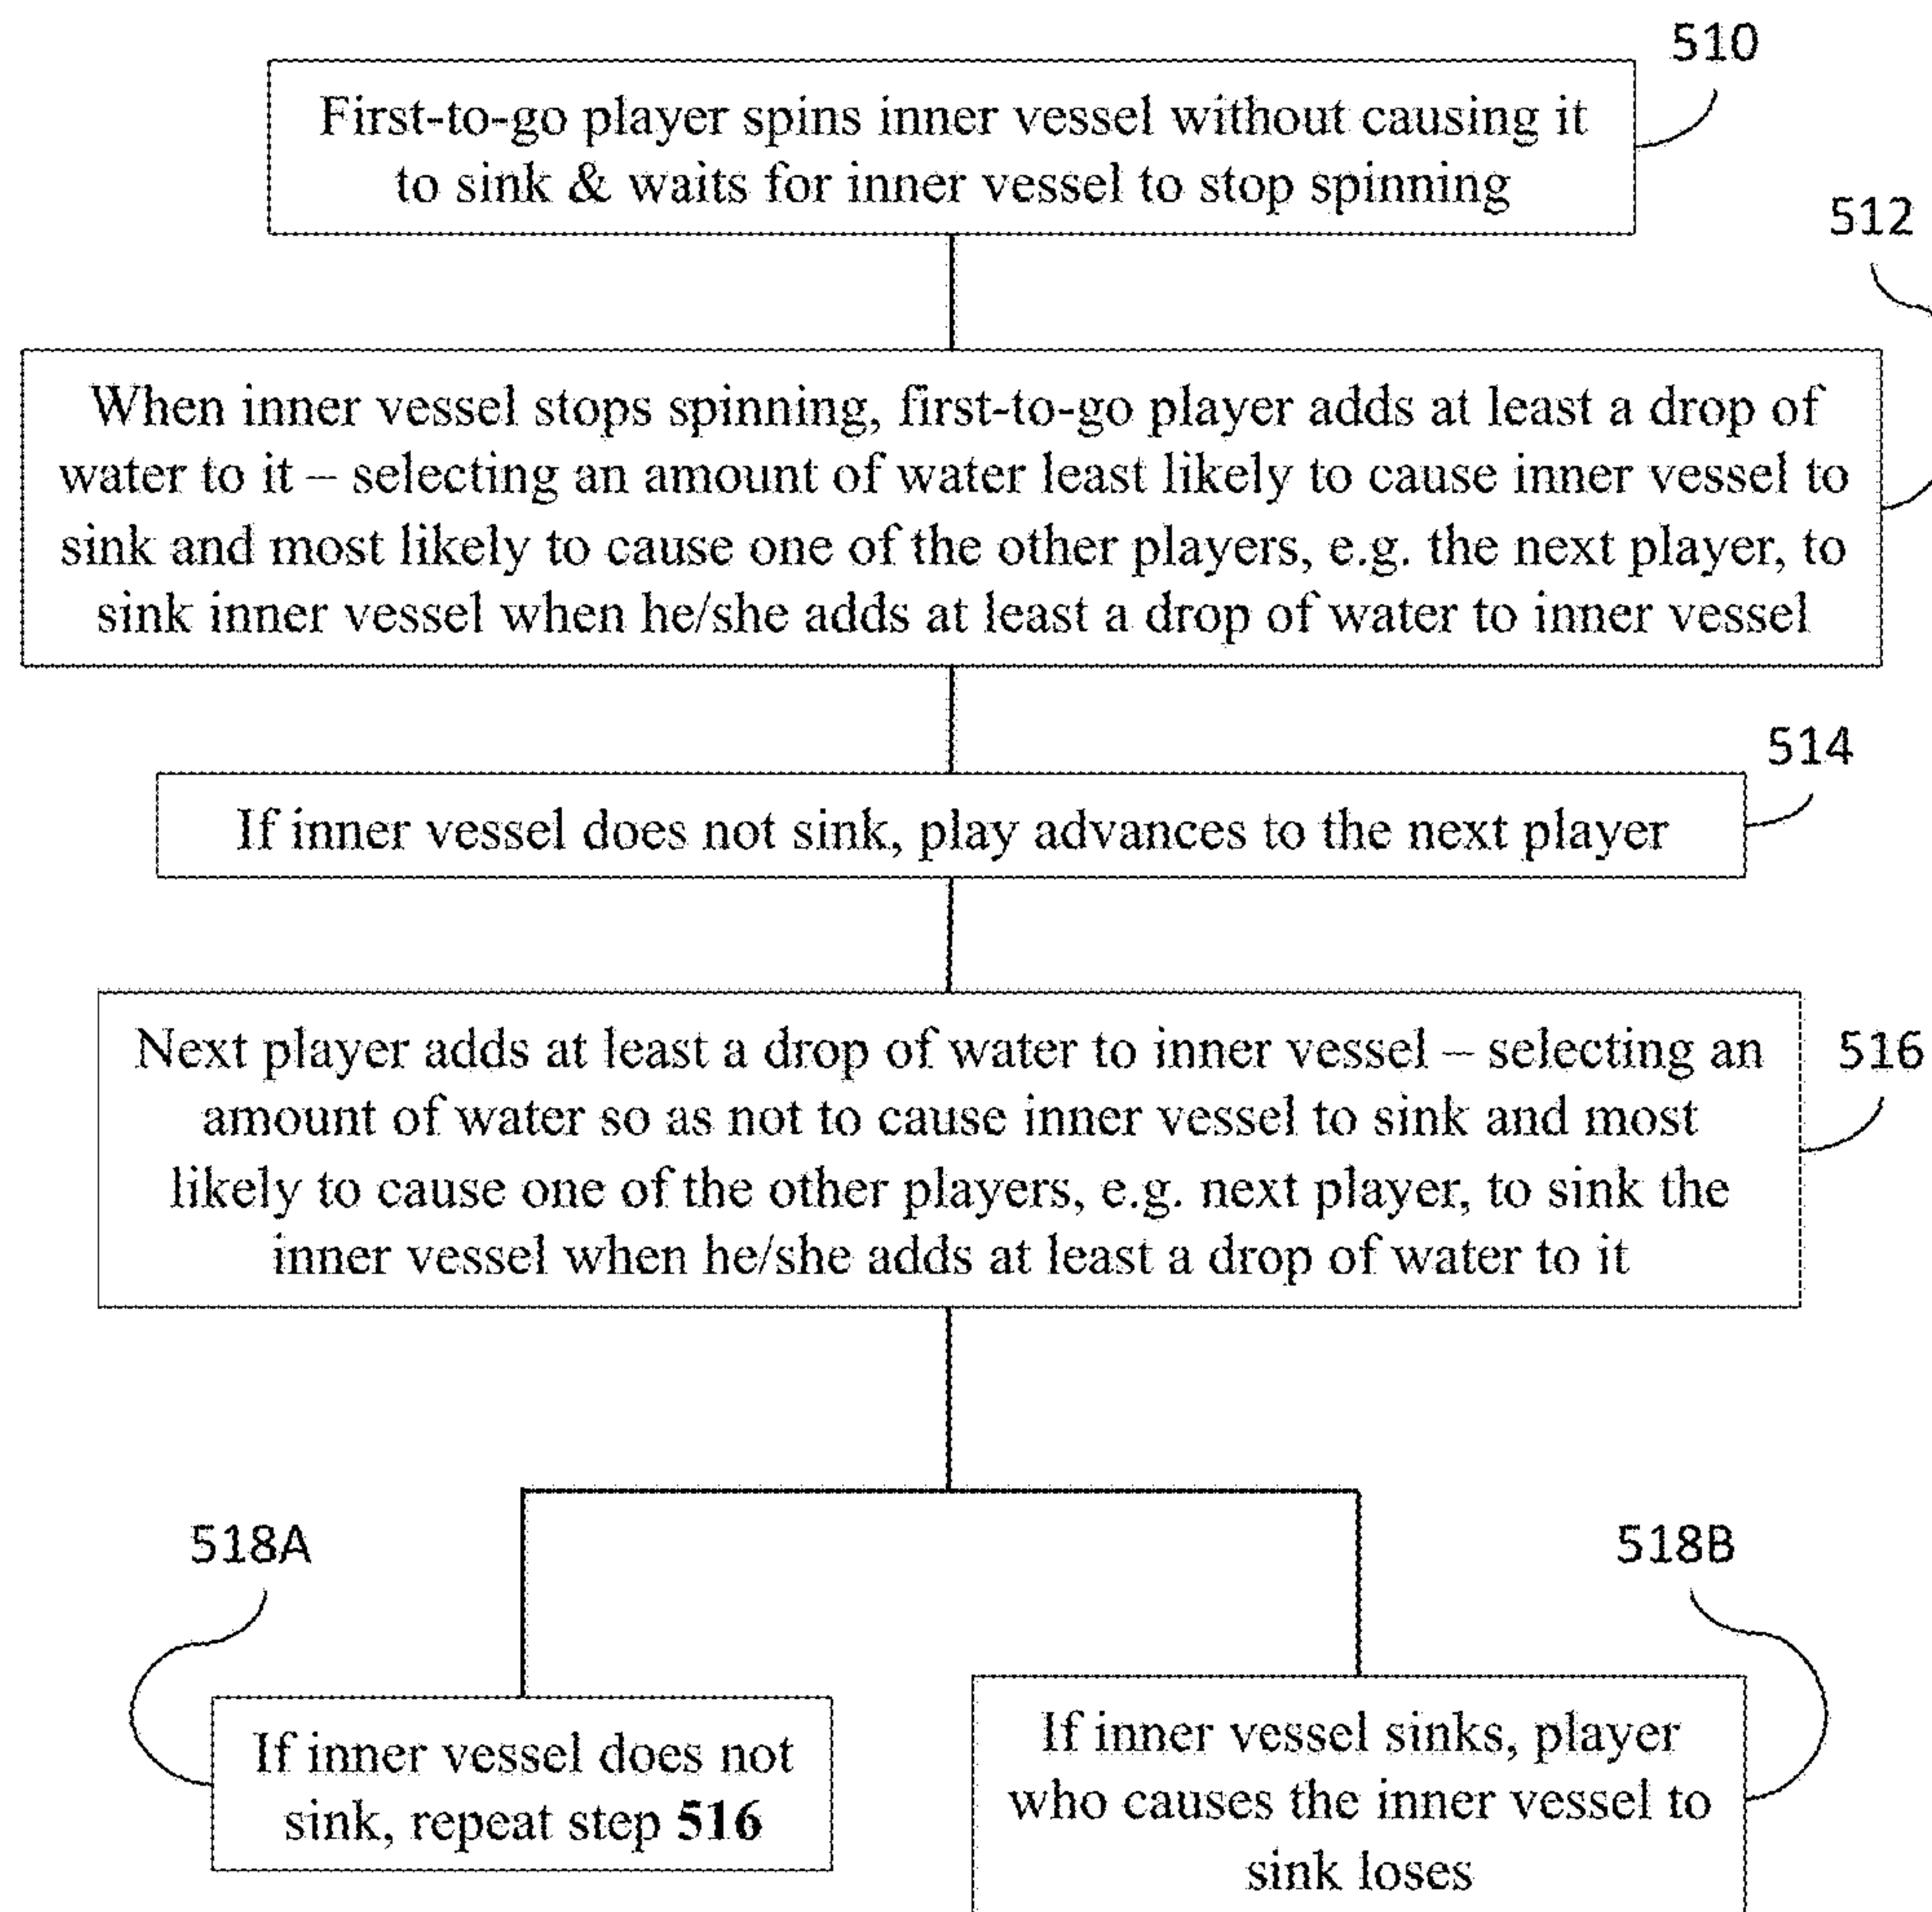 510
First-to-go player spins inner vessel without causing it
to sink & waits for inner vessel to stop spinning
512
When inner vessel stops spinning, first-to-go player adds at least a drop of
water to it – selecting an amount of water least likely to cause inner vessel to
sink and most likely to cause one of the other players, e.g. the next player, to
sink inner vessel when he/she adds at least a drop of water to inner vessel
514
If inner vessel does not sink, play advances to the next player
516
Next player adds at least a drop of water to inner vessel – selecting an
amount of water so as not to cause inner vessel to sink and most
likely to cause one of the other players, e.g. next player, to sink the
inner vessel when he/she adds at least a drop of water to it
518A
If inner vessel does not
sink, repeat step 516
518B
If inner vessel sinks, player
who causes the inner vessel to
sink loses